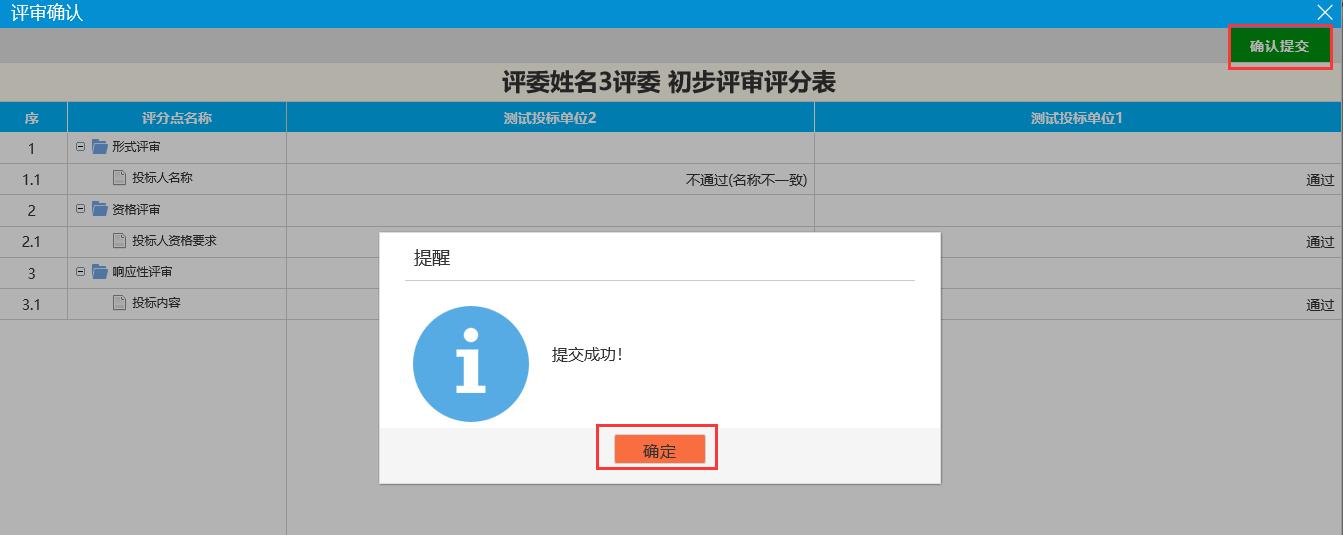 评审确认
确认提交
评委姓名3评委 初步评审评分表
序 评分点名称 测试投标单位2 测试投标单位1
1 形式评审
1.1 投标人名称 不通过(名称不一致) 通过
2 资格评审
2.1 投标人资格要求 通过
3 响应性评审
3.1 投标内容 通过
提醒
提交成功!
确定